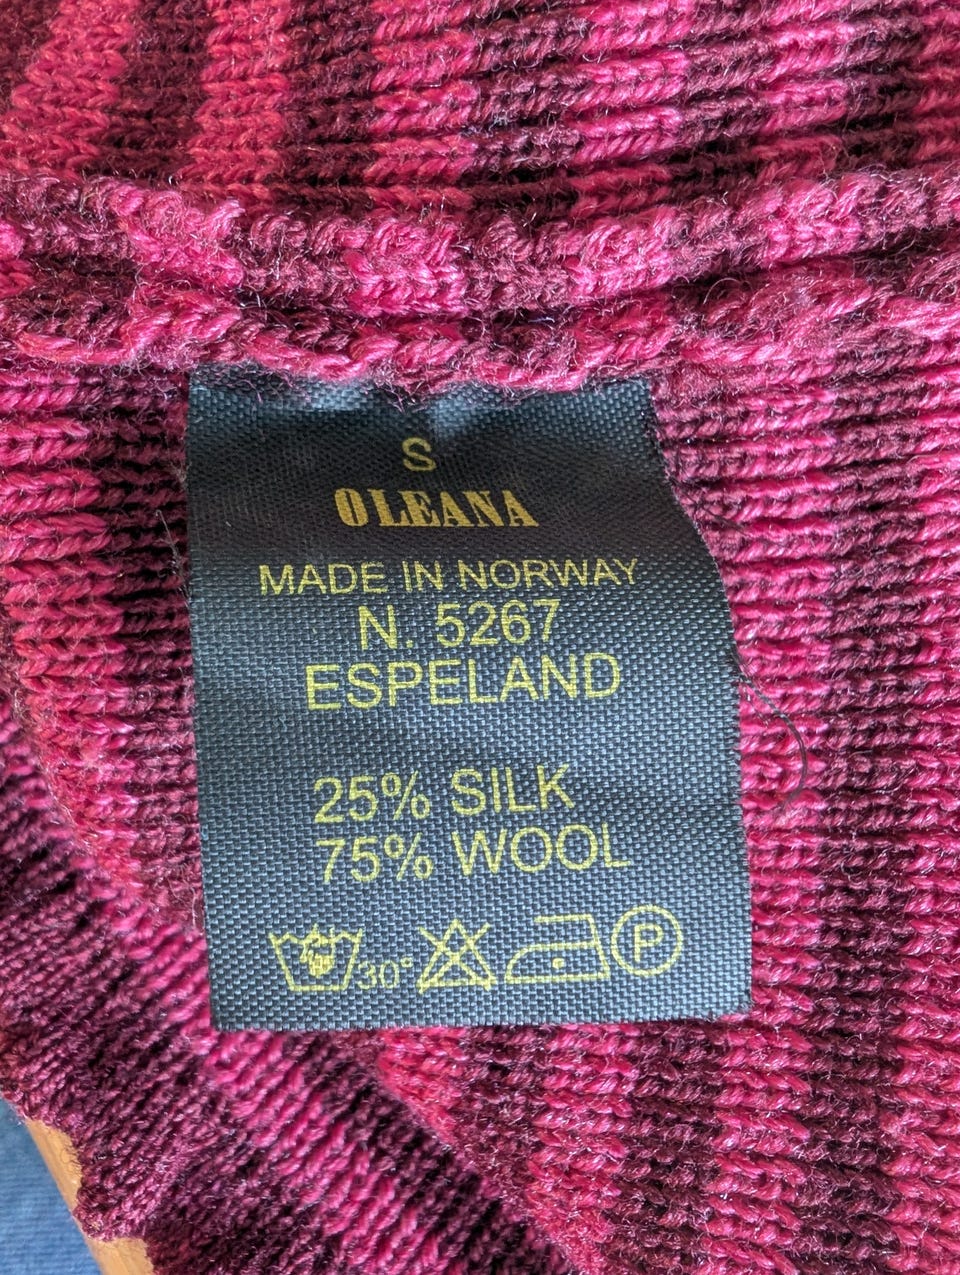 S
OLEANA
MADE IN NORWAY
N. 5267
ESPELAND
25% SILK
75% WOOL
30° P